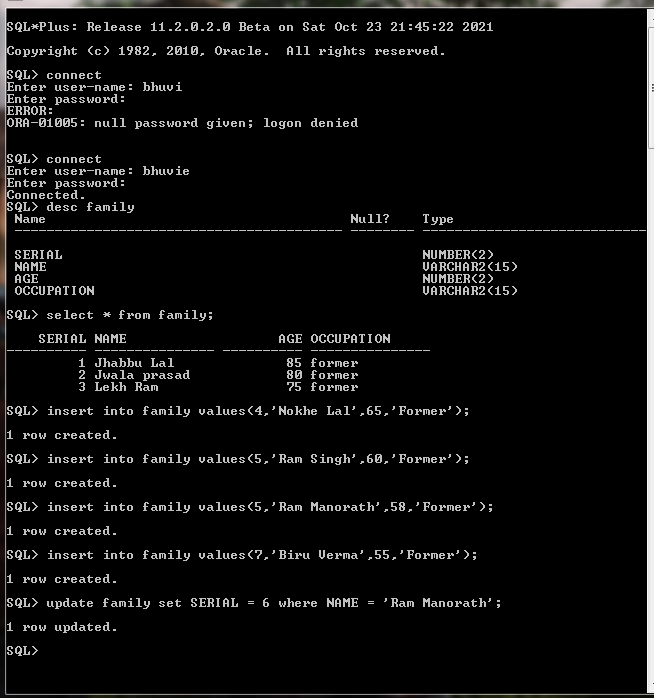 SQL*Plus: Release 11.2.0.2.0 Beta on Sat Oct 23 21:45:22 2021
Copyright (c) 1982, 2010, Oracle.  All rights reserved.
SQL> connect
Enter user-name: bhuvi
Enter password:
ERROR:
ORA-01005: null password given; logon denied
SQL> connect
Enter user-name: bhuvie
Enter password:
Connected.
SQL> desc family
Name Null? Type
SERIAL NUMBER(2)
NAME VARCHAR2(15)
AGE NUMBER(2)
OCCUPATION VARCHAR2(15)
SQL> select * from family;
SERIAL NAME AGE OCCUPATION
1 Jhabbu Lal 85 former
2 Jwala prasad 80 former
3 Lekh Ram 75 former
SQL> insert into family values(4,'Nokhe Lal',65,'Former');
1 row created.
SQL> insert into family values(5,'Ram Singh',60,'Former');
1 row created.
SQL> insert into family values(5,'Ram Manorath',58,'Former');
1 row created.
SQL> insert into family values(7,'Biru Verma',55,'Former');
1 row created.
SQL> update family set SERIAL = 6 where NAME = 'Ram Manorath';
1 row updated.
SQL>